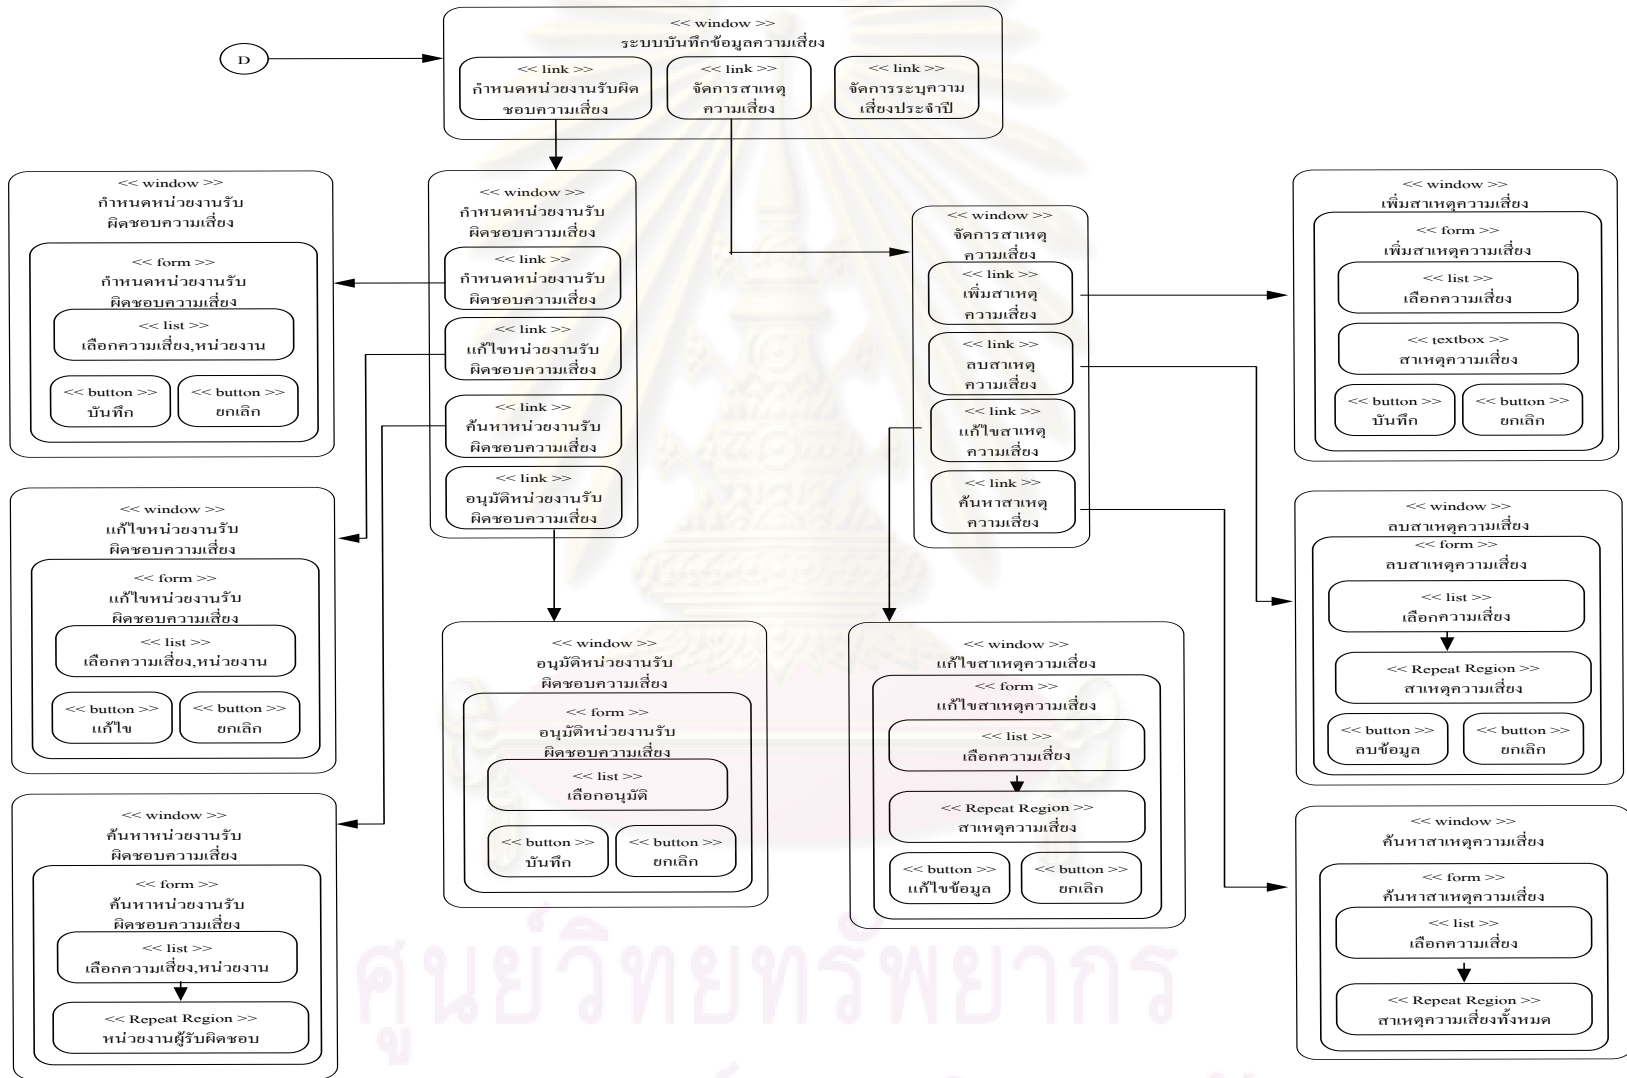 D
<< window >>
ระบบบันทึกข้อมูลความเสี่ยง
<< link >>
กำหนดหน่วยงานรับผิด
ชอบความเสี่ยง
<< link >>
จัดการสาเหตุ
ความเสี่ยง
<< link >>
จัดการระบุความ
เสี่ยงประจำปี
<< window >>
กำหนดหน่วยงานรับ
ผิดชอบความเสี่ยง
<< form >>
กำหนดหน่วยงานรับ
ผิดชอบความเสี่ยง
<< list >>
เลือกความเสี่ยง,หน่วยงาน
<< button >>
บันทึก
<< button >>
ยกเลิก
<< window >>
แก้ไขหน่วยงานรับ
ผิดชอบความเสี่ยง
<< form >>
แก้ไขหน่วยงานรับ
ผิดชอบความเสี่ยง
<< list >>
เลือกความเสี่ยง,หน่วยงาน
<< button >>
แก้ไข
<< button >>
ยกเลิก
<< window >>
ค้นหาหน่วยงานรับ
ผิดชอบความเสี่ยง
<< form >>
ค้นหาหน่วยงานรับ
ผิดชอบความเสี่ยง
<< list >>
เลือกความเสี่ยง,หน่วยงาน
<< Repeat Region >>
หน่วยงานผู้รับผิดชอบ
<< window >>
กำหนดหน่วยงานรับ
ผิดชอบความเสี่ยง
<< link >>
กำหนดหน่วยงานรับ
ผิดชอบความเสี่ยง
<< link >>
แก้ไขหน่วยงานรับ
ผิดชอบความเสี่ยง
<< link >>
ค้นหาหน่วยงานรับ
ผิดชอบความเสี่ยง
<< link >>
อนุมัติหน่วยงานรับ
ผิดชอบความเสี่ยง
<< window >>
อนุมัติหน่วยงานรับ
ผิดชอบความเสี่ยง
<< form >>
อนุมัติหน่วยงานรับ
ผิดชอบความเสี่ยง
<< list >>
เลือกอนุมัติ
<< button >>
บันทึก
<< button >>
ยกเลิก
<< window >>
จัดการสาเหตุ
ความเสี่ยง
<< link >>
เพิ่มสาเหตุ
ความเสี่ยง
<< link >>
ลบสาเหตุ
ความเสี่ยง
<< link >>
แก้ไขสาเหตุ
ความเสี่ยง
<< link >>
ค้นหาสาเหตุ
ความเสี่ยง
<< window >>
แก้ไขสาเหตุความเสี่ยง
<< form >>
แก้ไขสาเหตุความเสี่ยง
<< list >>
เลือกความเสี่ยง
<< Repeat Region >>
สาเหตุความเสี่ยง
<< button >>
แก้ไขข้อมูล
<< button >>
ยกเลิก
<< window >>
เพิ่มสาเหตุความเสี่ยง
<< form >>
เพิ่มสาเหตุความเสี่ยง
<< list >>
เลือกความเสี่ยง
<< textbox >>
สาเหตุความเสี่ยง
<< button >>
บันทึก
<< button >>
ยกเลิก
<< window >>
ลบสาเหตุความเสี่ยง
<< form >>
ลบสาเหตุความเสี่ยง
<< list >>
เลือกความเสี่ยง
<< Repeat Region >>
สาเหตุความเสี่ยง
<< button >>
ลบข้อมูล
<< button >>
ยกเลิก
<< window >>
ค้นหาสาเหตุความเสี่ยง
<< form >>
ค้นหาสาเหตุความเสี่ยง
<< list >>
เลือกความเสี่ยง
<< Repeat Region >>
สาเหตุความเสี่ยงทั้งหมด
ศูนย์วิทยทรัพยากร